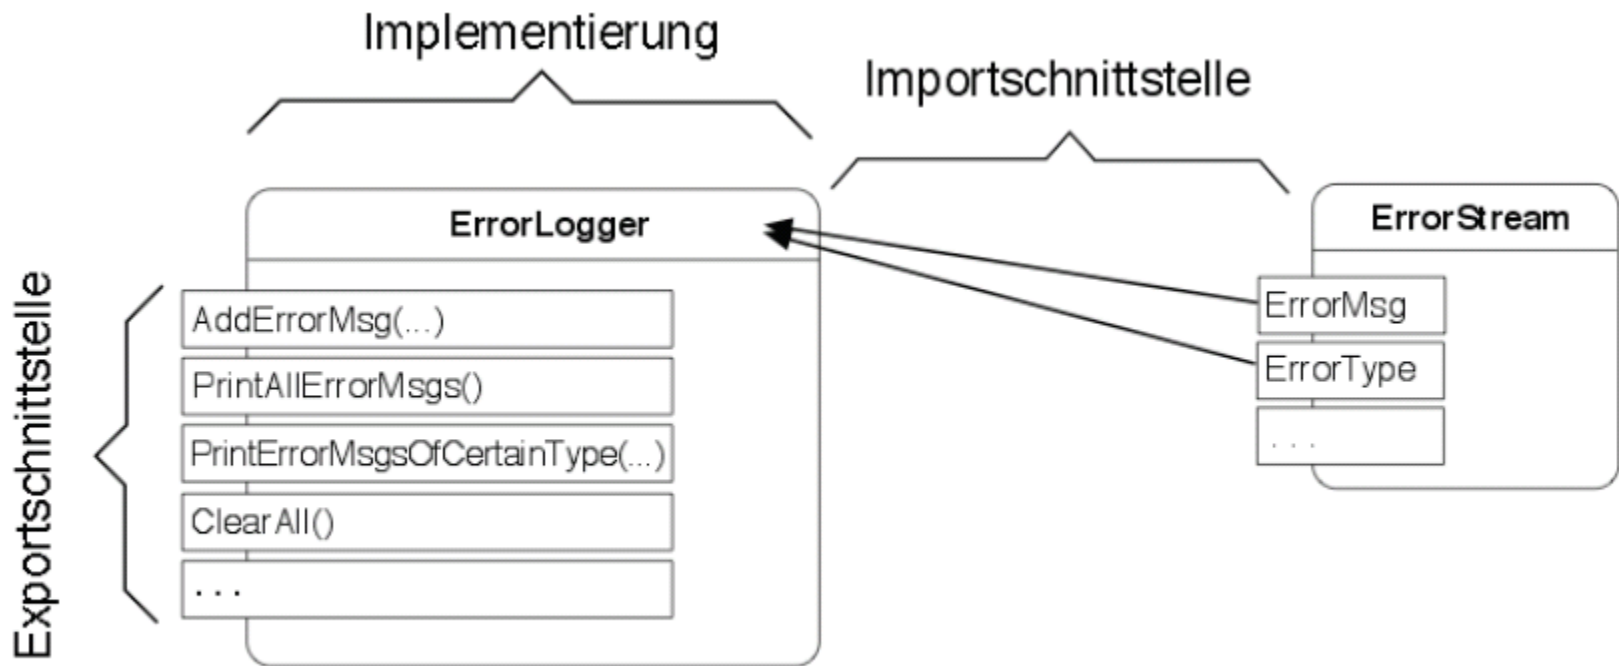 Implementierung
Importschnittstelle
Exportschnittstelle
ErrorLogger
AddErrorMsg(...)
PrintAllErrorMsgs()
PrintErrorMsgsOfCertainType(...)
ClearAll()
...
ErrorStream
ErrorMsg
ErrorType
...